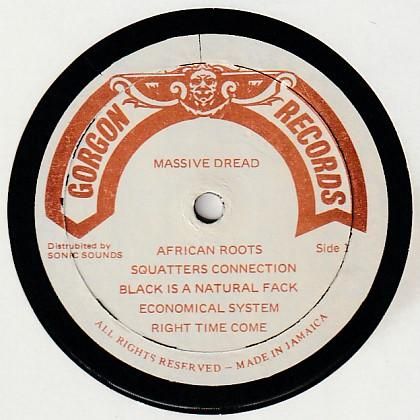 GORGON RECORDS
MASSIVE DREAD
Distrubited by
SONIC SOUNDS
Side 1
AFRICAN ROOTS
SQUATTERS CONNECTION
BLACK IS A NATURAL FACK
ECONOMICAL SYSTEM
RIGHT TIME COME
ALL RIGHTS RESERVED – MADE IN JAMAICA